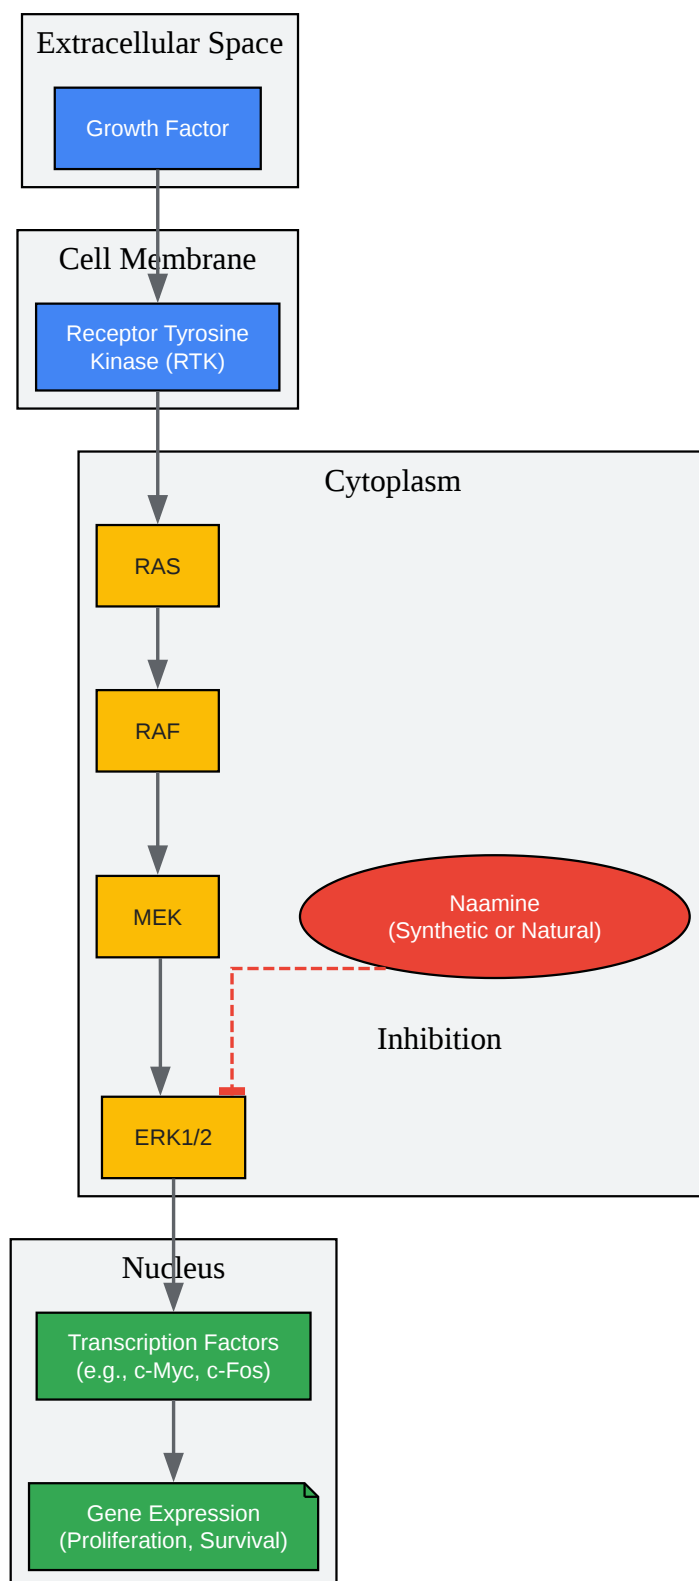 Extracellular Space
Growth Factor
Cell Membrane
Receptor Tyrosine
Kinase (RTK)
Cytoplasm
RAS
RAF
MEK
Naamine
(Synthetic or Natural)
Inhibition
ERK1/2
Nucleus
Transcription Factors
(e.g., c-Myc, c-Fos)
Gene Expression
(Proliferation, Survival)